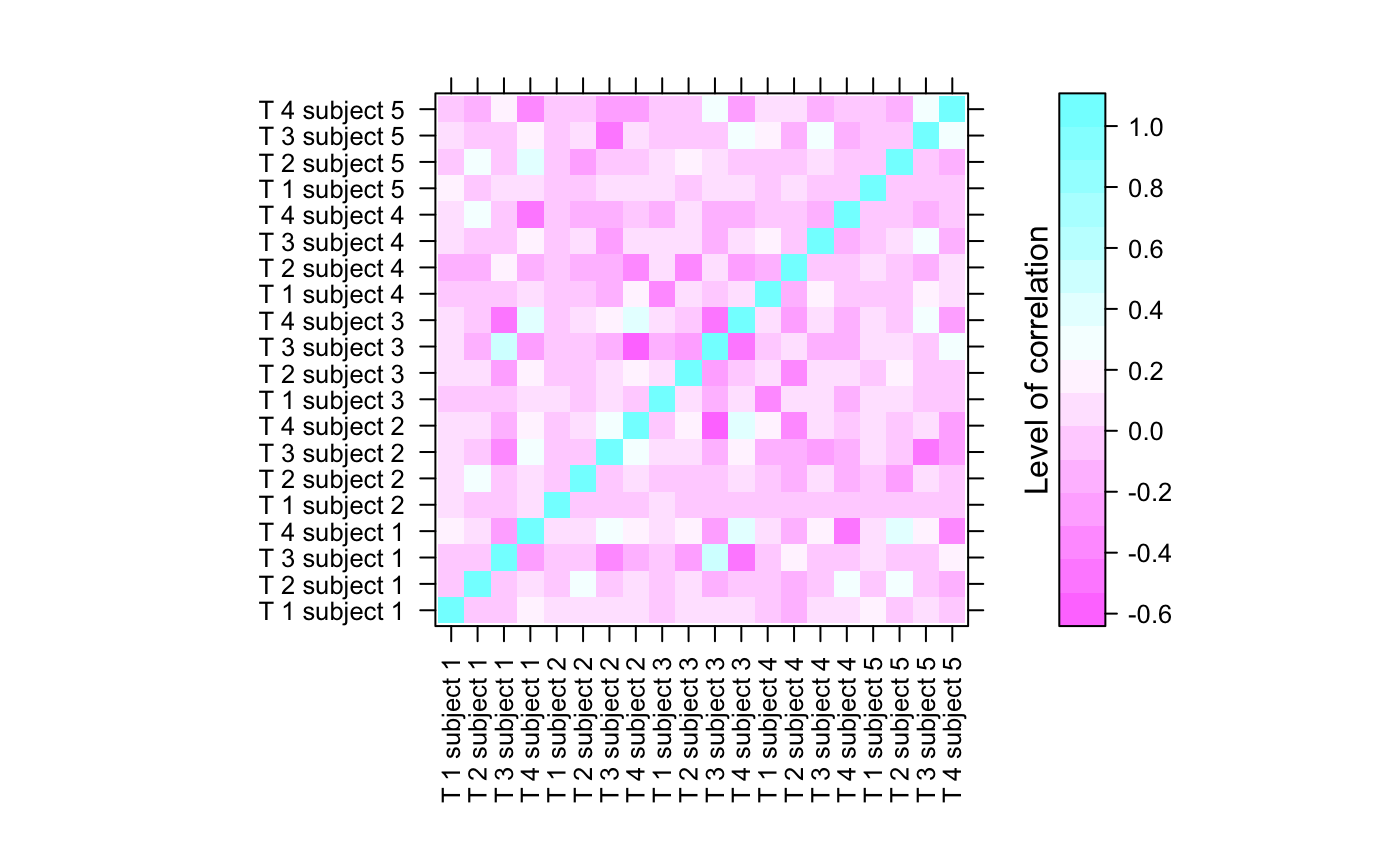 T 4 subject 5
T 3 subject 5
T 2 subject 5
T 1 subject 5
T 4 subject 4
T 3 subject 4
T 2 subject 4
T 1 subject 4
T 4 subject 3
T 3 subject 3
T 2 subject 3
T 1 subject 3
T 4 subject 2
T 3 subject 2
T 2 subject 2
T 1 subject 2
T 4 subject 1
T 3 subject 1
T 2 subject 1
T 1 subject 1
T 1 subject 1
T 2 subject 1
T 3 subject 1
T 4 subject 1
T 1 subject 2
T 2 subject 2
T 3 subject 2
T 4 subject 2
T 1 subject 3
T 2 subject 3
T 3 subject 3
T 4 subject 3
T 1 subject 4
T 2 subject 4
T 3 subject 4
T 4 subject 4
T 1 subject 5
T 2 subject 5
T 3 subject 5
T 4 subject 5
Level of correlation
1.0
0.8
0.6
0.4
0.2
0.0
-0.2
-0.4
-0.6